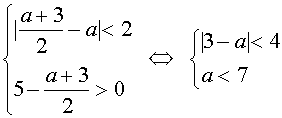 { |(a+3)/2 − a| < 2 ⇔ { |3 − a| < 4
{ 5 − (a+3)/2 > 0 { a < 7